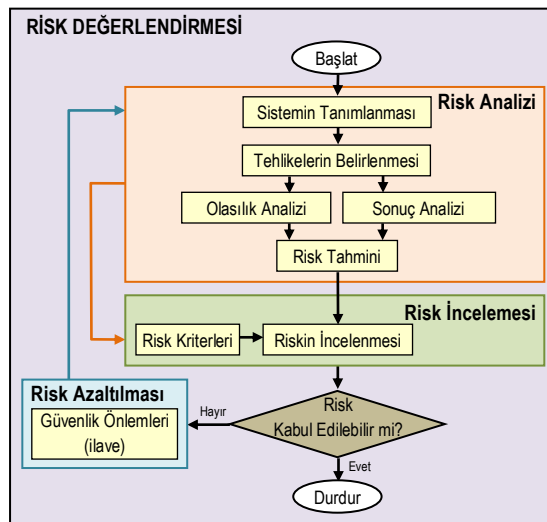 RİSK DEĞERLENDİRMESİ
Başlat
Risk Analizi
Sistemin Tanımlanması
Tehlikelerin Belirlenmesi
Olasılık Analizi
Sonuç Analizi
Risk Tahmini
Risk İncelemesi
Risk Kriterleri
Riskin İncelenmesi
Risk Azaltılması
Güvenlik Önlemleri
(ilave)
Hayır
Risk
Kabul Edilebilir mi?
Evet
Durdur